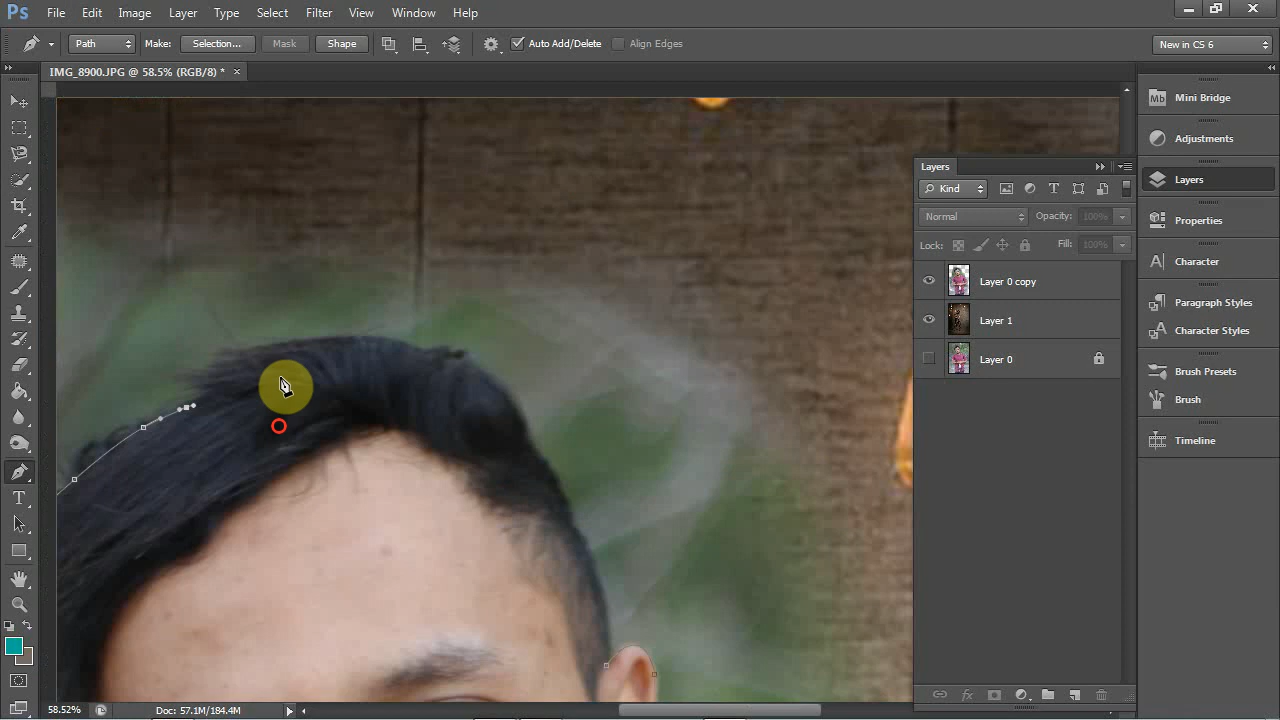 Ps File Edit Image Layer Type Select Filter View Window Help
Path Make: Selection... Mask Shape Auto Add/Delete Align Edges New in CS 6
IMG_8900.JPG @ 58.5% (RGB/8) * ×
Mb Mini Bridge
Adjustments
Layers
Properties
Character
Paragraph Styles
Character Styles
Brush Presets
Brush
Timeline
Layers
Kind
Normal Opacity: 100%
Lock: Fill: 100%
Layer 0 copy
Layer 1
Layer 0
fx
58.52% Doc: 57.1M/184.4M